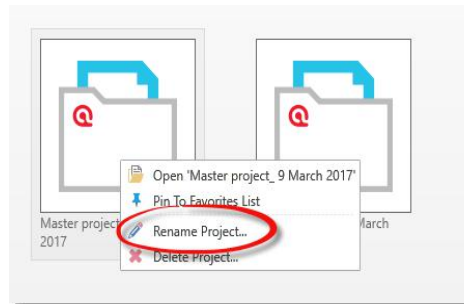 Open 'Master project_ 9 March 2017'
Pin To Favorites List
Master project
March
Rename Project...
2017
Delete Project...